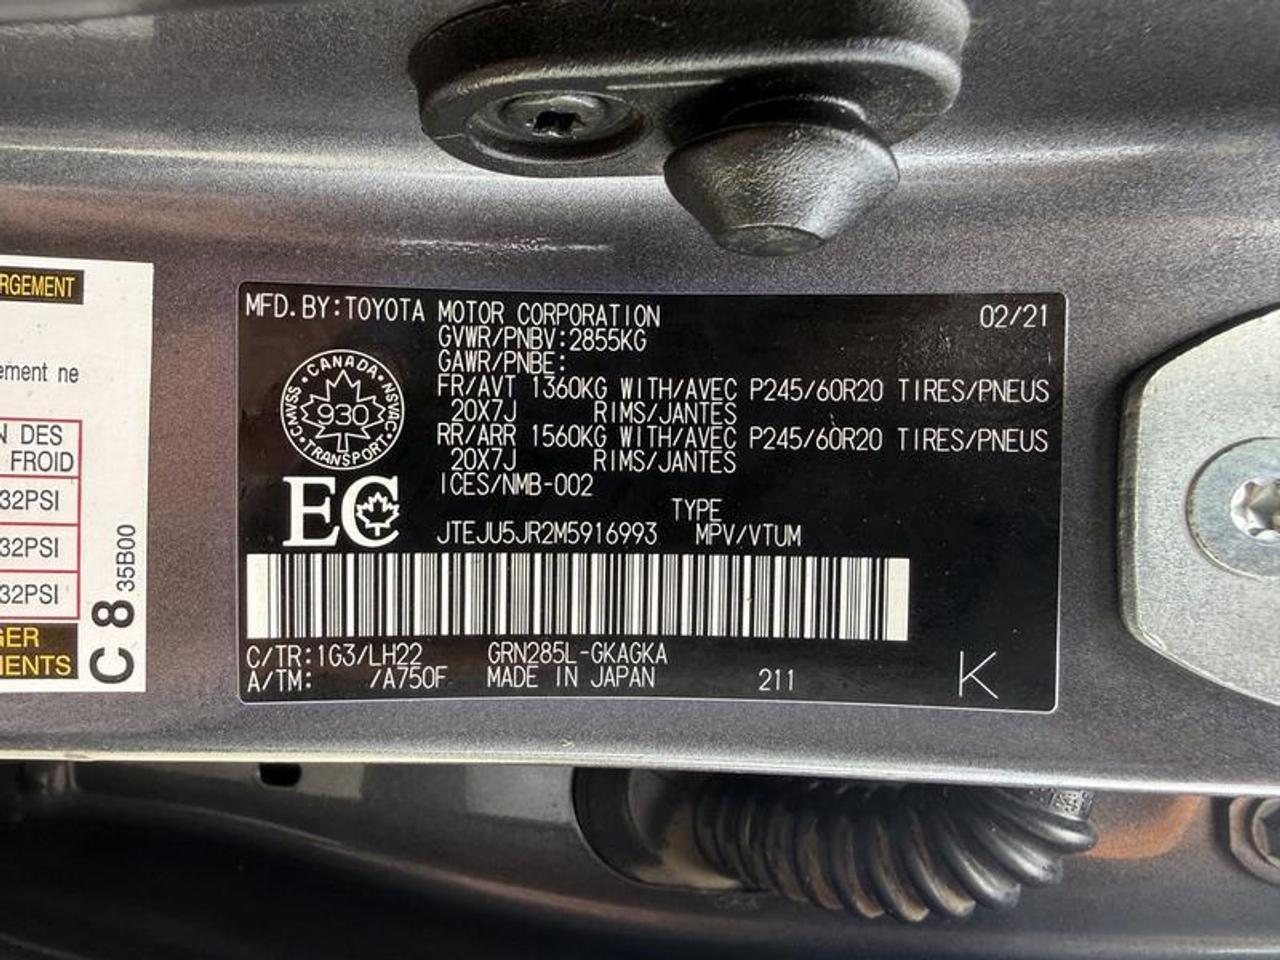 RGEMENT
ement ne
N DES
FROID
32PSI
32PSI
32PSI
GER
MENTS
C 8 35B00
MFD. BY: TOYOTA MOTOR CORPORATION 02/21
GVWR/PNBV: 2855KG
GAWR/PNBE:
FR/AVT 1360KG WITH/AVEC P245/60R20 TIRES/PNEUS
20X7J RIMS/JANTES
RR/ARR 1560KG WITH/AVEC P245/60R20 TIRES/PNEUS
20X7J RIMS/JANTES
ICES/NMB-002
CANADA
NSVAC
TRANSPORT
CMVSS
930
EC
TYPE
JTEJU5JR2M5916993 MPV/VTUM
C/TR: 1G3/LH22 GRN285L-GKAGKA
A/TM: /A750F MADE IN JAPAN 211 K